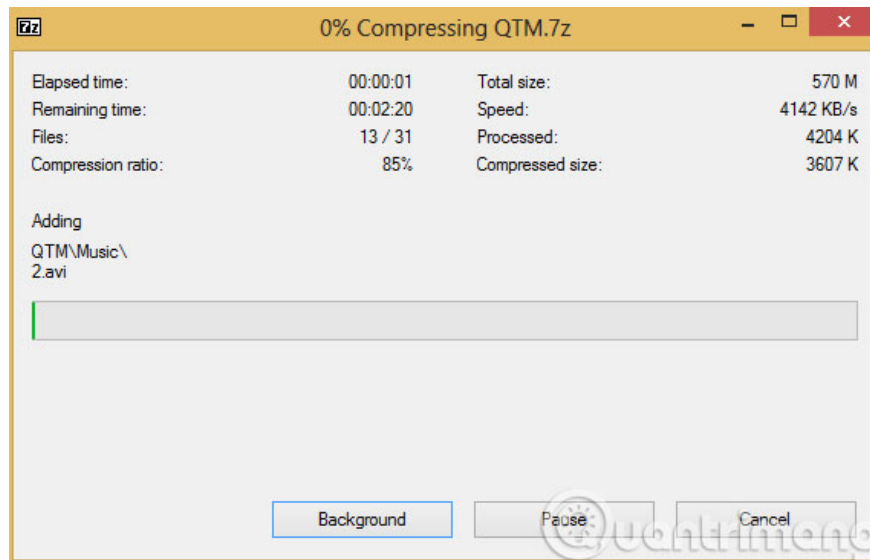 7z 0% Compressing QTM.7z
Elapsed time: 00:00:01 Total size: 570 M
Remaining time: 00:02:20 Speed: 4142 KB/s
Files: 13 / 31 Processed: 4204 K
Compression ratio: 85% Compressed size: 3607 K
Adding
QTM\Music\
2.avi
Background Pause Cancel
Quantrimang